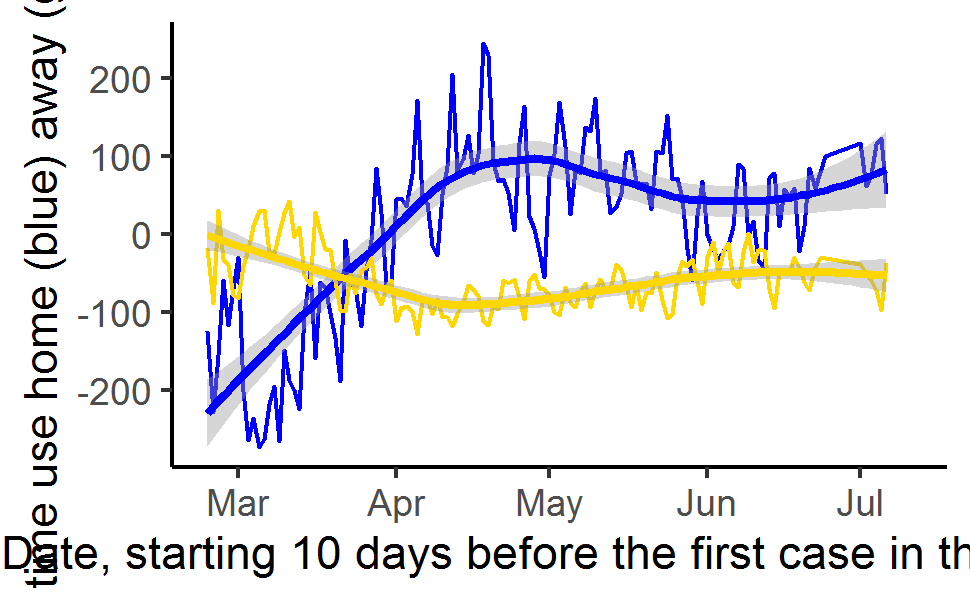 time use home (blue) away (
200
100
0
-100
-200
Mar Apr May Jun Jul
Date, starting 10 days before the first case in th